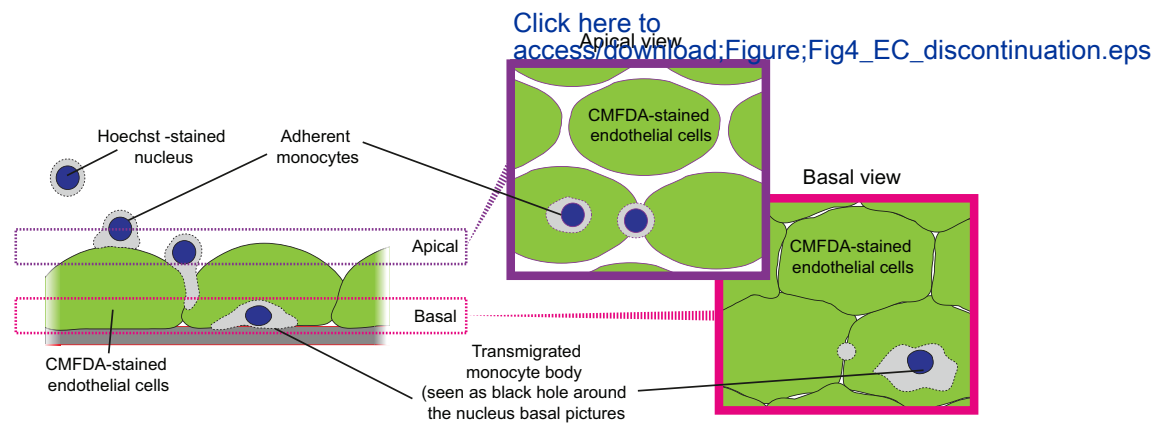 Click here to
access/download;Figure;Fig4_EC_discontinuation.eps
Apical view
CMFDA-stained
endothelial cells
Hoechst -stained
nucleus
Adherent
monocytes
Basal view
CMFDA-stained
endothelial cells
Apical
Basal
CMFDA-stained
endothelial cells
Transmigrated
monocyte body
(seen as black hole around
the nucleus basal pictures